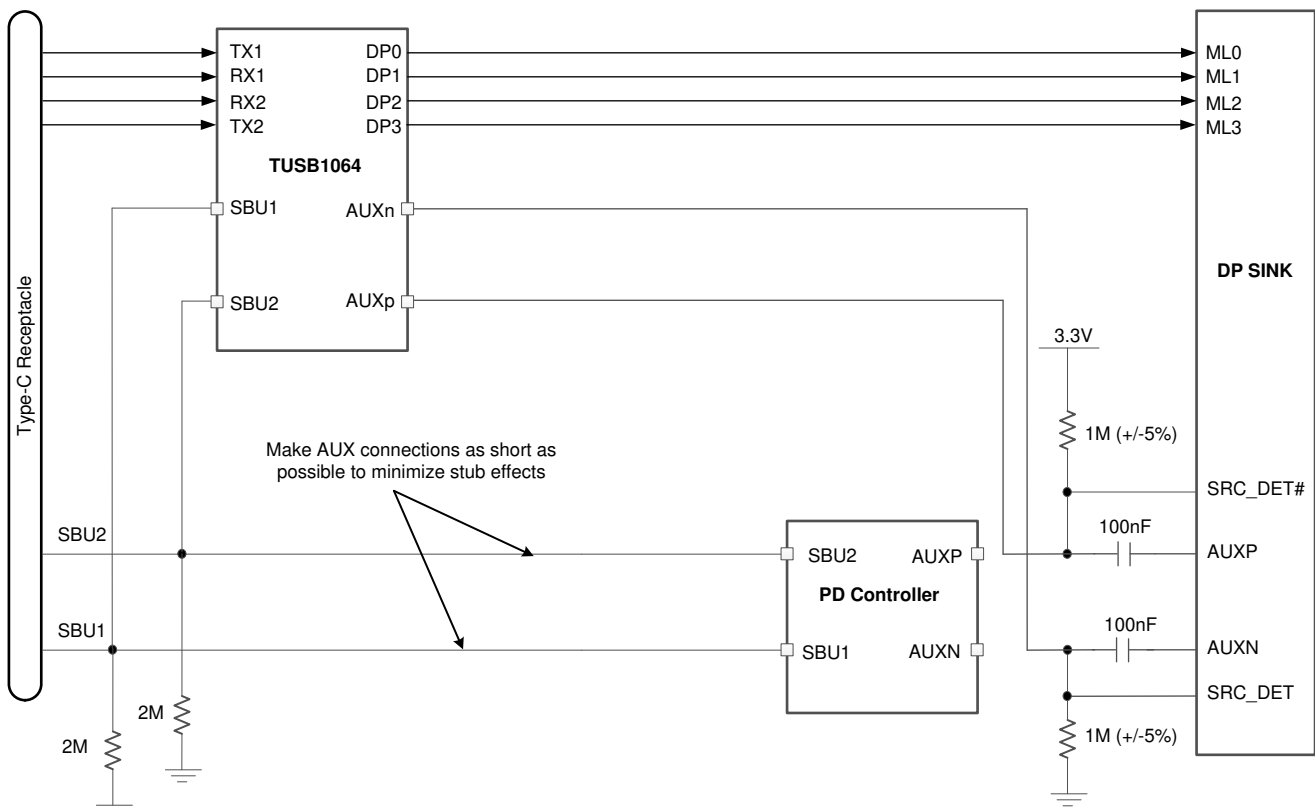 Type-C Receptacle
TX1
RX1
RX2
TX2
DP0
DP1
DP2
DP3
TUSB1064
SBU1
AUXn
SBU2
AUXp
ML0
ML1
ML2
ML3
DP SINK
3.3V
1M (+/-5%)
Make AUX connections as short as
possible to minimize stub effects
SRC_DET#
100nF
AUXP
SBU2
SBU2
AUXP
PD Controller
SBU1
SBU1
AUXN
100nF
AUXN
SRC_DET
1M (+/-5%)
2M
2M